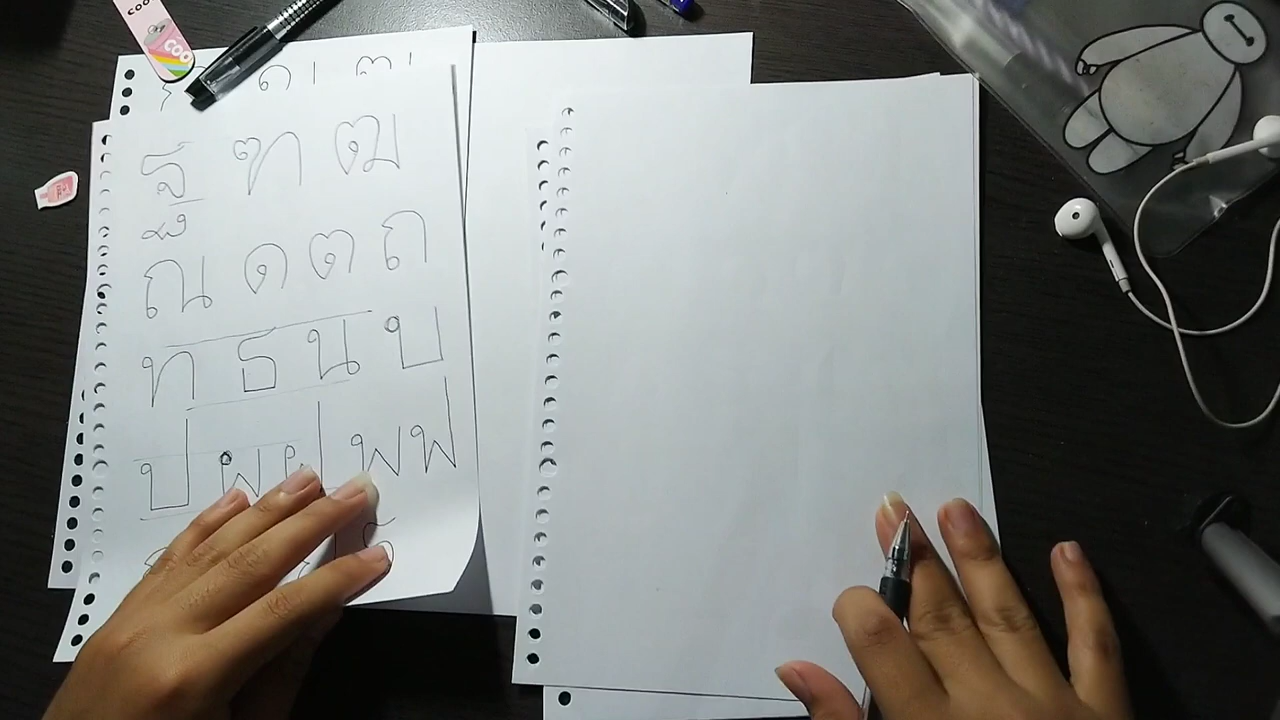 ฐ ฑ ฒ
ณ ด ต ถ
ท ธ น บ
ป ผ ฝ พ ฟ